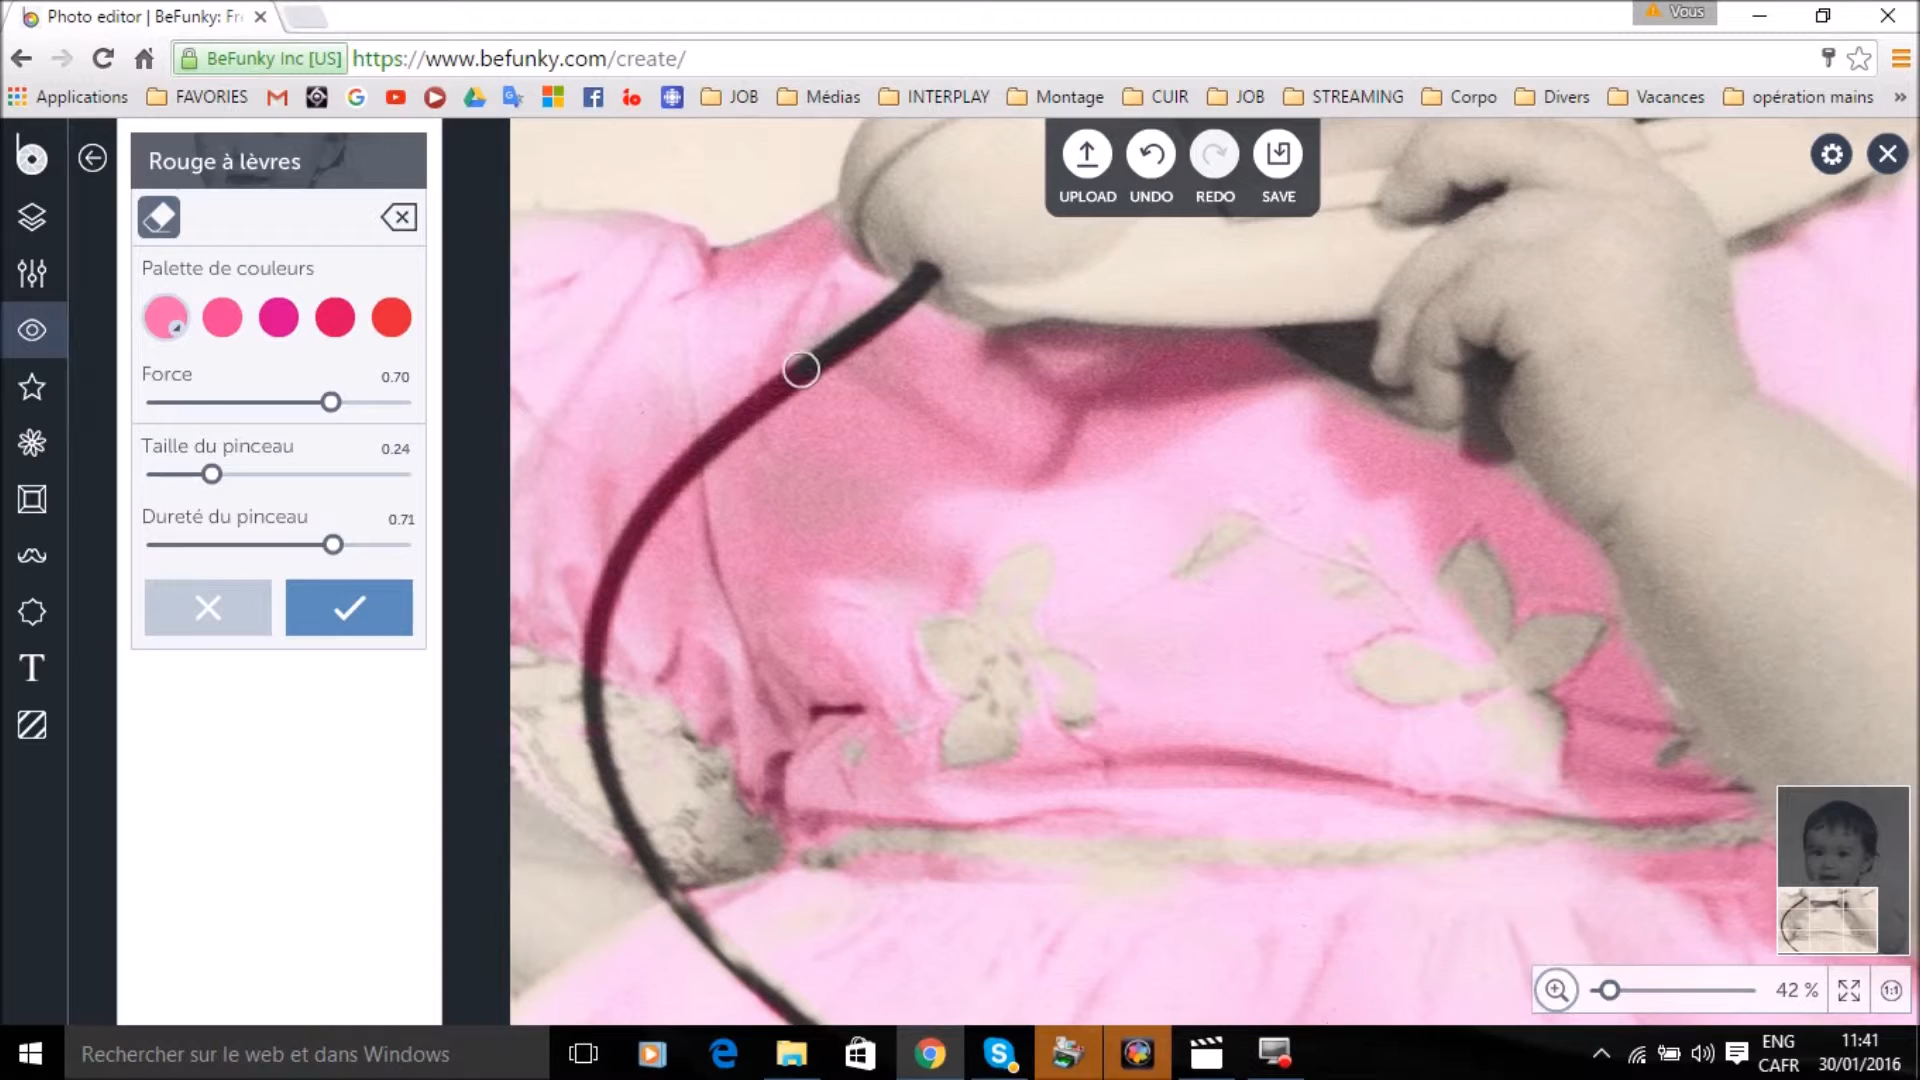 Photo editor | BeFunky: Fr
Vous
BeFunky Inc [US] https://www.befunky.com/create/
Applications FAVORIES JOB Médias INTERPLAY Montage CUIR JOB STREAMING Corpo Divers Vacances opération mains »
Rouge à lèvres
UPLOAD UNDO REDO SAVE
Palette de couleurs
Force 0.70
Taille du pinceau 0.24
Dureté du pinceau 0.71
T
42 % 1:1
Rechercher sur le web et dans Windows
ENG 11:41
CAFR 30/01/2016